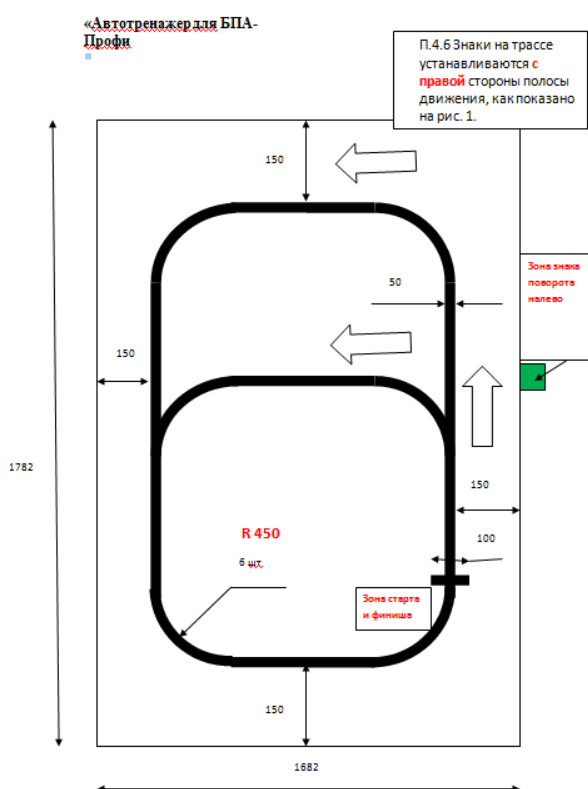 «Автотренажер для БПА-
Профи
П.4.6 Знаки на трассе
устанавливаются с
правой стороны полосы
движения, как показано
на рис. 1.
150
Зона знака
поворота
налево
50
150
1782
150
R 450
100
6 шт.
Зона старта
и финиша
150
1682